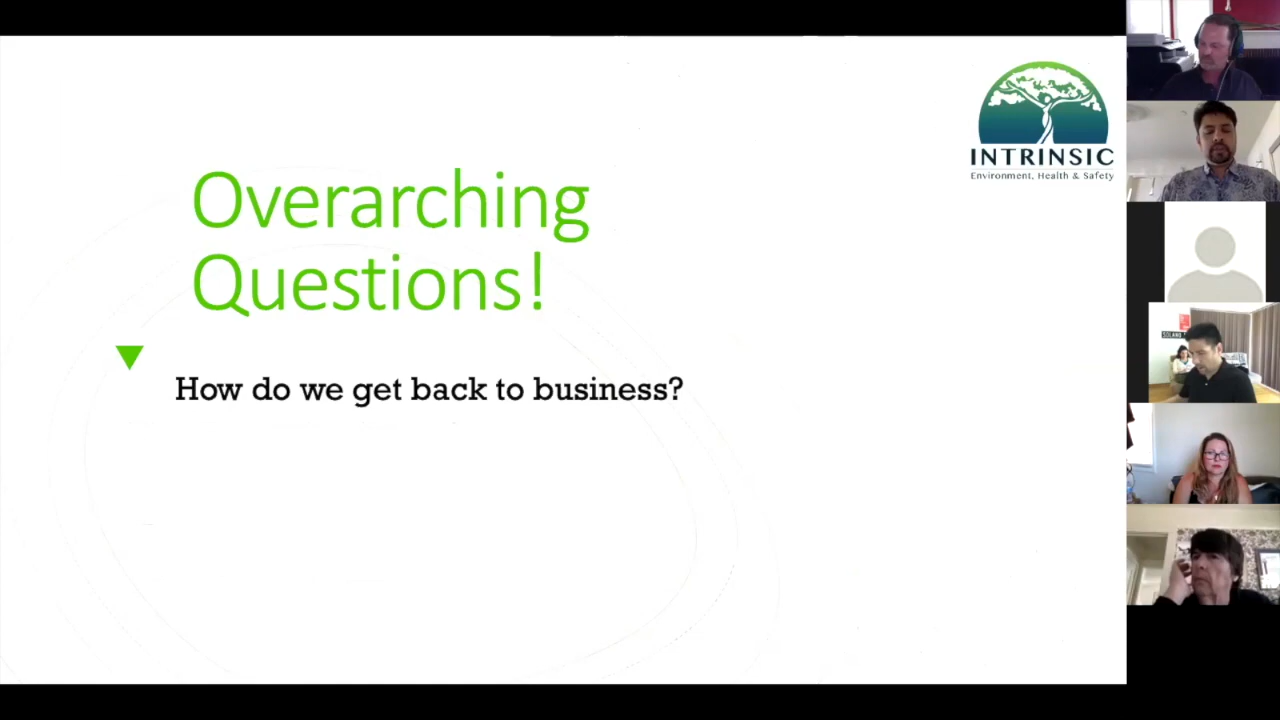 INTRINSIC
Environment, Health & Safety
Overarching
Questions!
How do we get back to business?